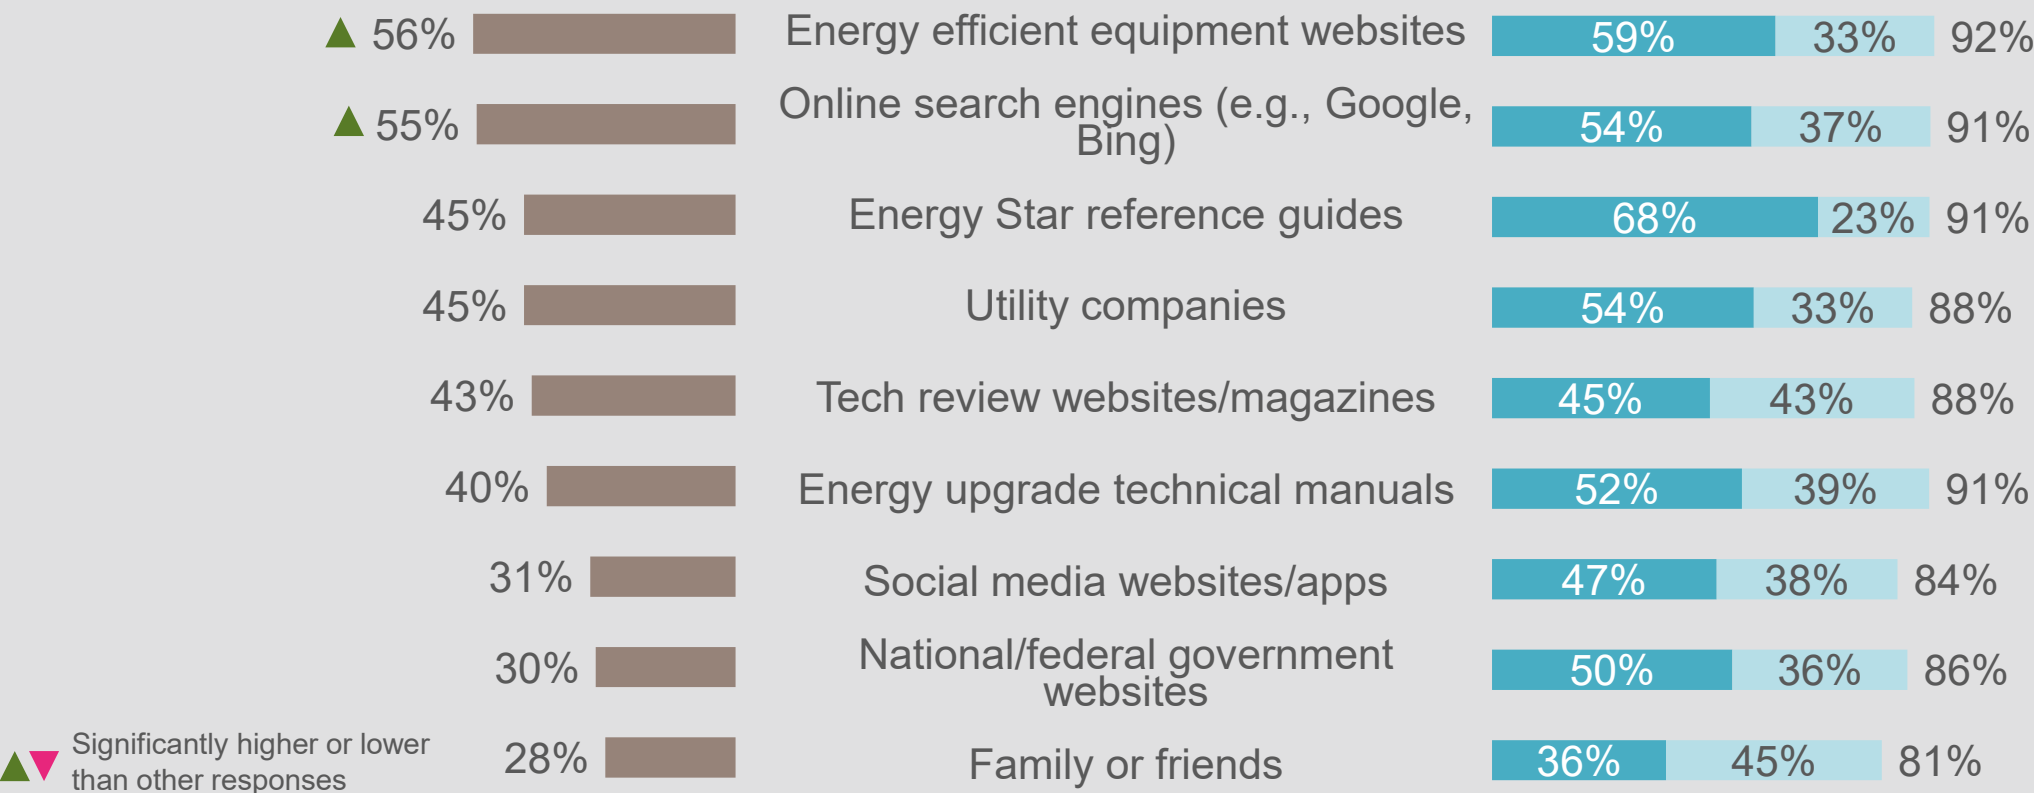 56% Energy efficient equipment websites 59% 33% 92%
55% Online search engines (e.g., Google, 54% 37% 91%
Bing)
45% Energy Star reference guides 68% 23% 91%
45% Utility companies 54% 33% 88%
43% Tech review websites/magazines 45% 43% 88%
40% Energy upgrade technical manuals 52% 39% 91%
31% Social media websites/apps 47% 38% 84%
30% National/federal government 50% 36% 86%
websites
28% Family or friends 36% 45% 81%
Significantly higher or lower
than other responses